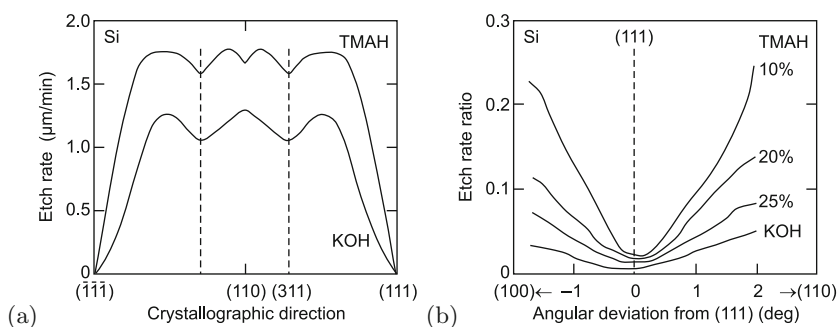 Si
TMAH
KOH
2.0
1.5
1.0
1.0
0
Etch rate (µm/min)
(1̅1̅1̅)
(110)
(311)
(111)
Crystallographic direction
(a)
Si
(111)
TMAH
10%
20%
25%
KOH
0.3
0.2
0.1
0
Etch rate ratio
(100)← −1 0 1 2 →(110)
Angular deviation from (111) (deg)
(b)